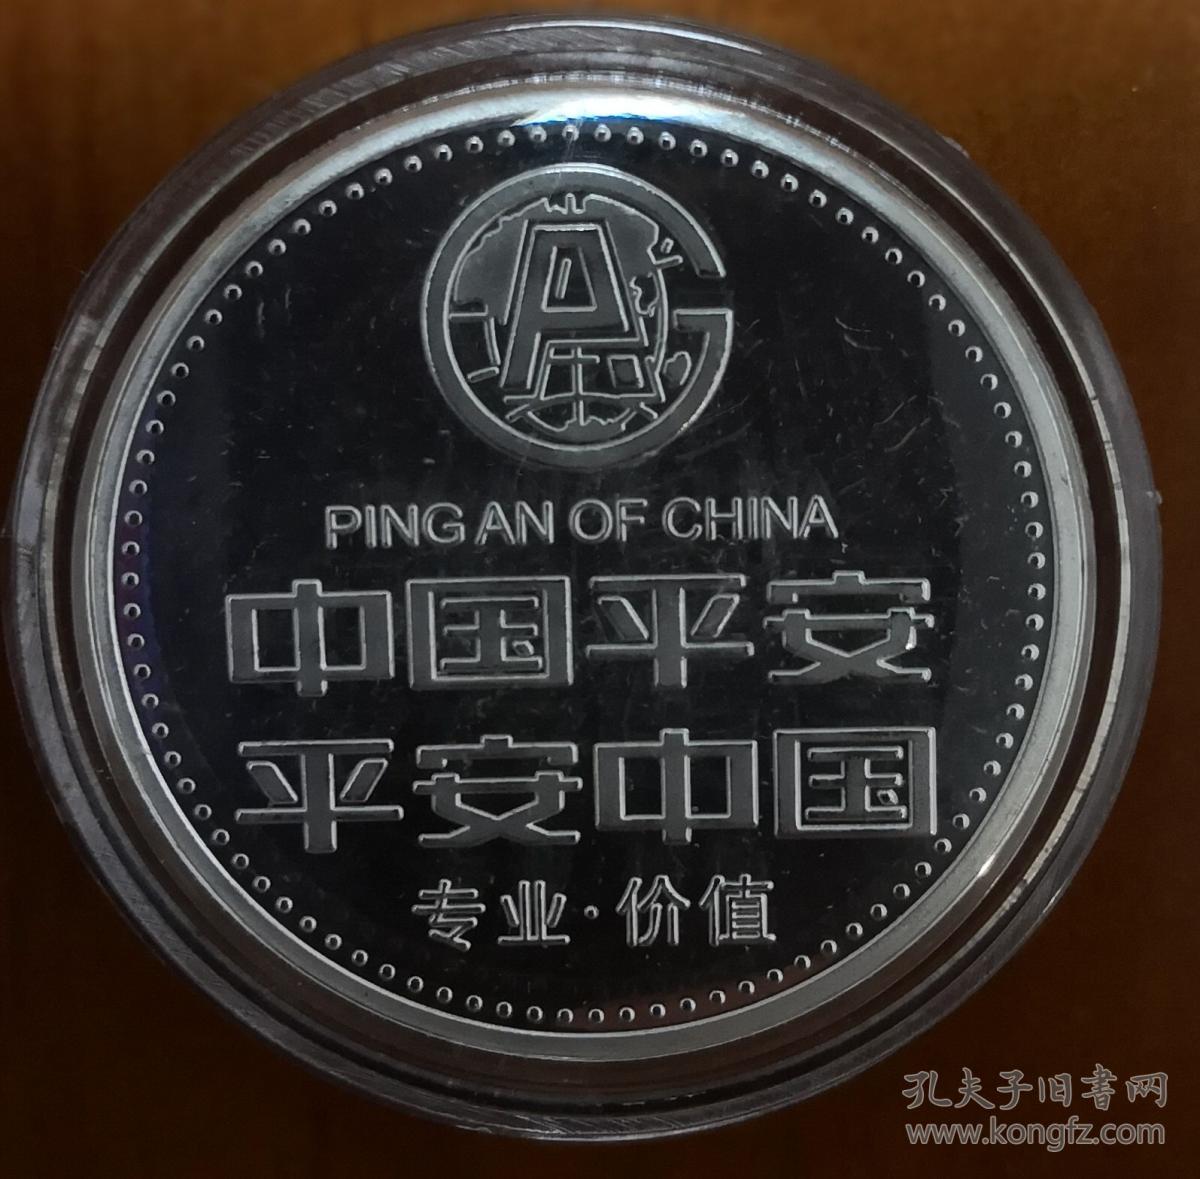 PING AN OF CHINA
中国平安
平安中国
专业·价值
孔夫子旧書网
www.kongfz.com